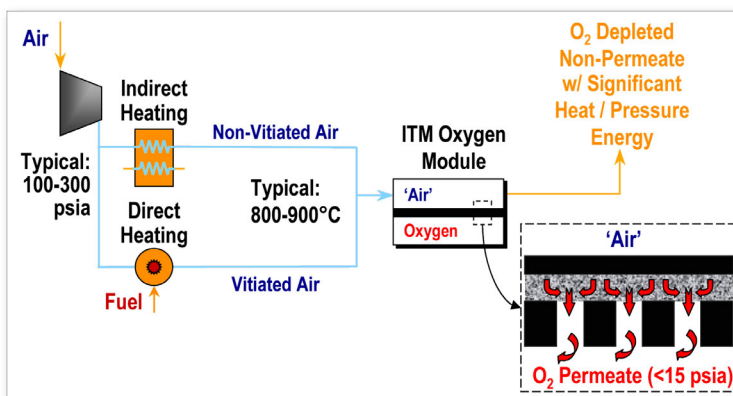 Air
O₂ Depleted
Non-Permeate
w/ Significant
Heat / Pressure
Energy
Indirect
Heating
Non-Vitiated Air
ITM Oxygen
Module
Typical:
100-300
psia
Typical:
800-900°C
'Air'
Oxygen
Direct
Heating
Fuel
Vitiated Air
'Air'
O₂ Permeate (<15 psia)